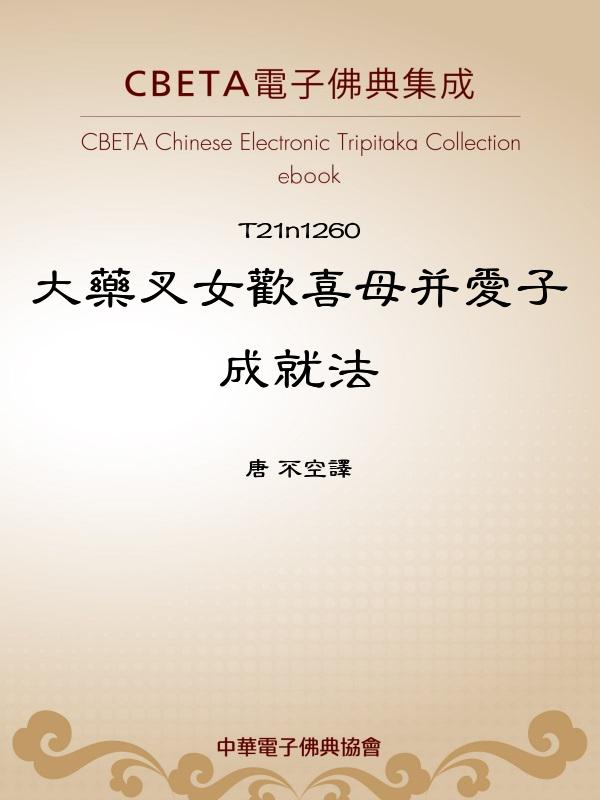 CBETA電子佛典集成
CBETA Chinese Electronic Tripitaka Collection
ebook
T21n1260
大藥叉女歡喜母并愛子
成就法
唐 不空譯
中華電子佛典協會